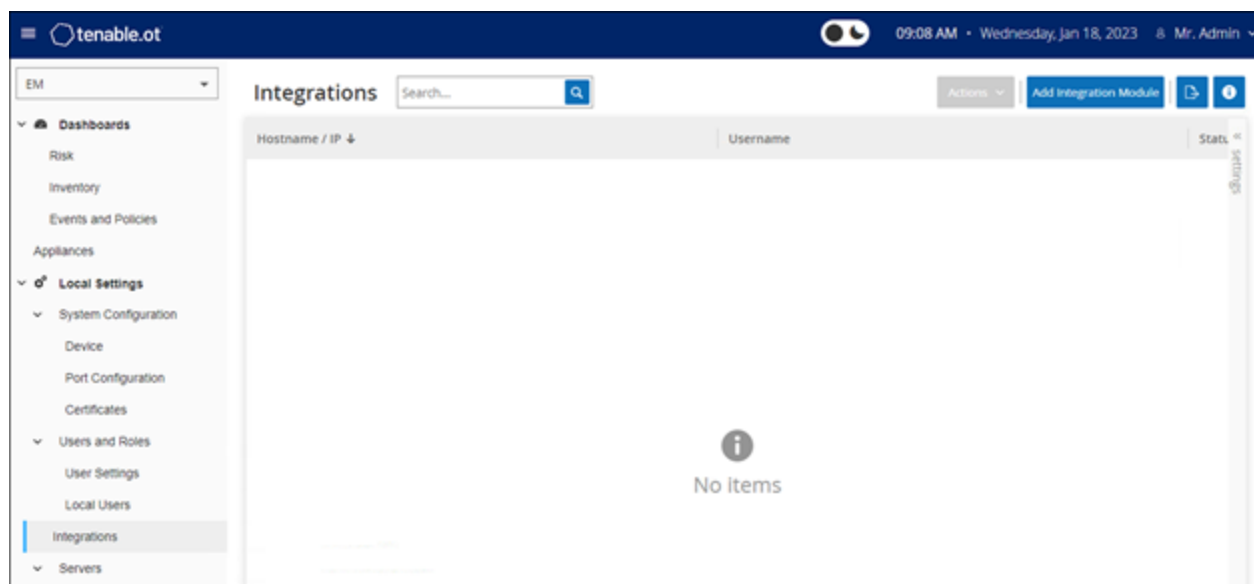 tenable.ot
09:08 AM • Wednesday, Jan 18, 2023 Mr. Admin
EM
Integrations Search...
Actions Add Integration Module
Dashboards
Risk
Inventory
Events and Policies
Appliances
Local Settings
System Configuration
Device
Port Configuration
Certificates
Users and Roles
User Settings
Local Users
Integrations
Servers
Hostname / IP Username Statu
settings
No items